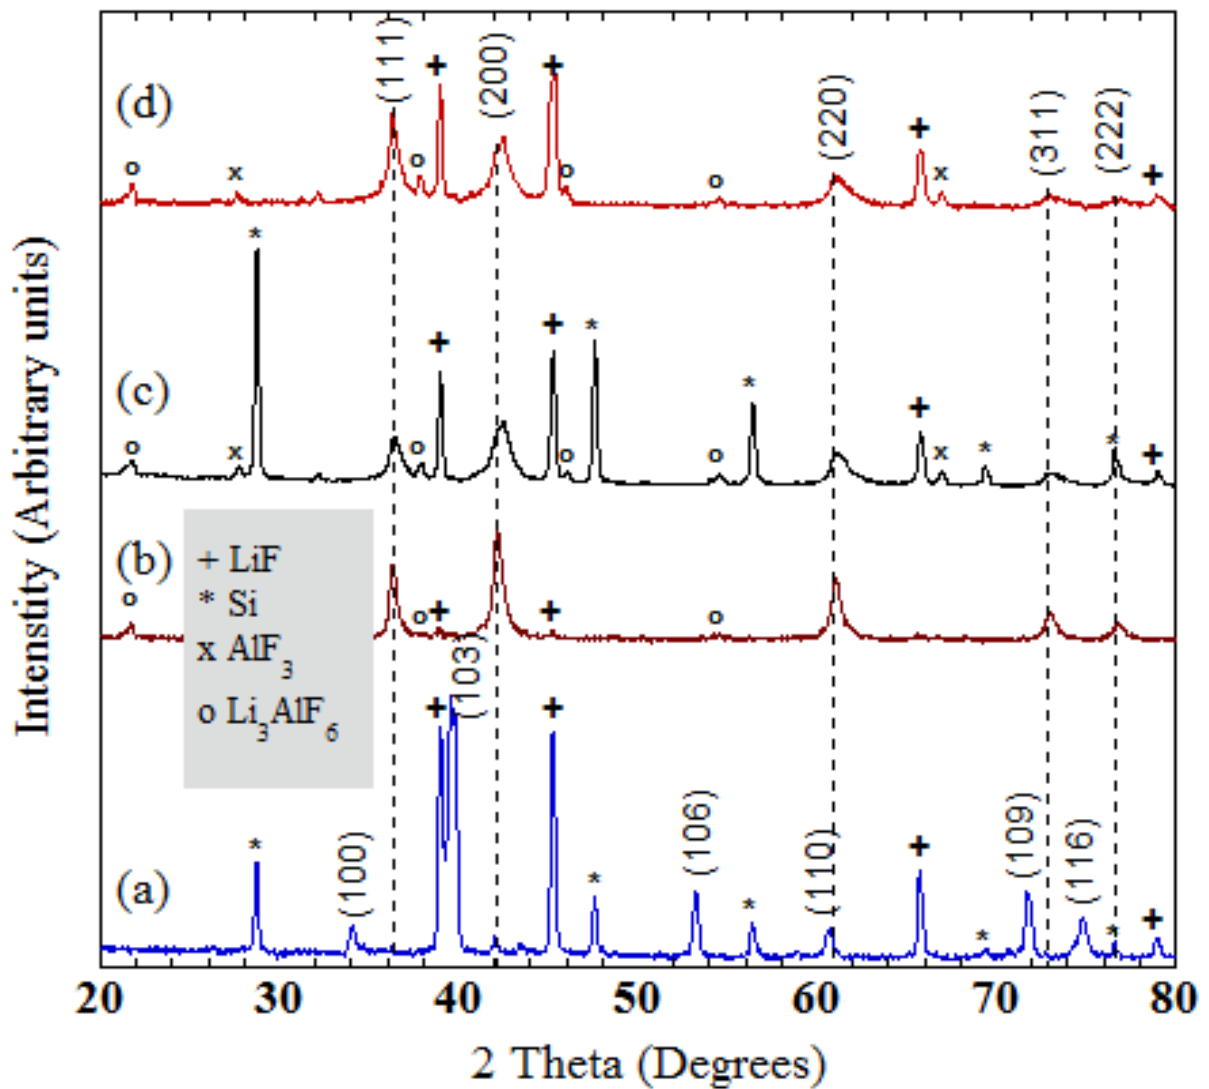 (d)
(111)
+
(200)
+
(220)
+
(311)
(222)
+
o
x
o
o
o
x
(c)
*
+
+
*
*
+
*
*
+
o
x
o
o
o
x
(b)
o
o
+
+
o
+ LiF
* Si
x AlF3
o Li3AlF6
(a)
*
(100)
+
(103)
+
*
(106)
*
(110)
+
*
(109)
(116)
*
+
Intenstity (Arbitrary units)
20 30 40 50 60 70 80
2 Theta (Degrees)